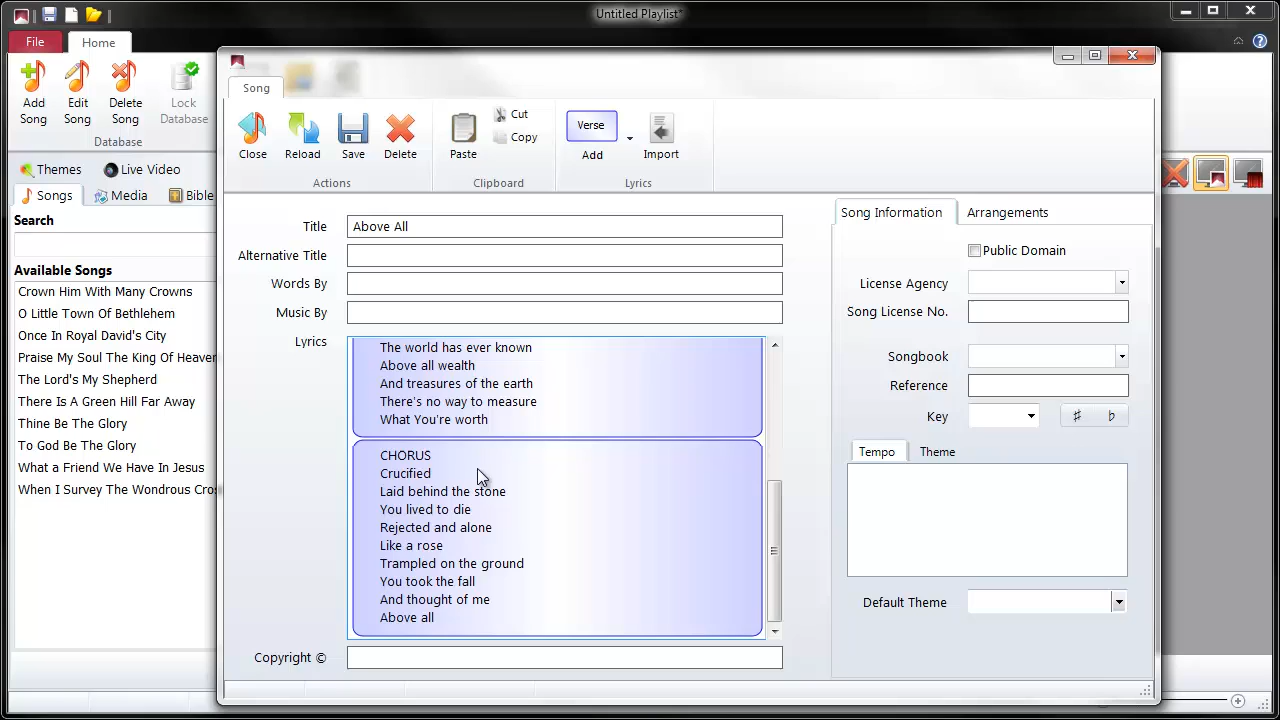 Untitled Playlist*
File
Home
Add Song
Edit Song
Delete Song
Lock Database
Database
Themes
Live Video
Songs
Media
Bible
Search
Available Songs
Crown Him With Many Crowns
O Little Town Of Bethlehem
Once In Royal David's City
Praise My Soul The King Of Heaven
The Lord's My Shepherd
There Is A Green Hill Far Away
Thine Be The Glory
To God Be The Glory
What a Friend We Have In Jesus
When I Survey The Wondrous Cros
Song
Close
Reload
Save
Delete
Actions
Paste
Cut
Copy
Clipboard
Verse
Add
Import
Lyrics
Title
Above All
Alternative Title
Words By
Music By
Lyrics
The world has ever known
Above all wealth
And treasures of the earth
There's no way to measure
What You're worth
CHORUS
Crucified
Laid behind the stone
You lived to die
Rejected and alone
Like a rose
Trampled on the ground
You took the fall
And thought of me
Above all
Copyright ©
Song Information
Arrangements
Public Domain
License Agency
Song License No.
Songbook
Reference
Key
♯
♭
Tempo
Theme
Default Theme